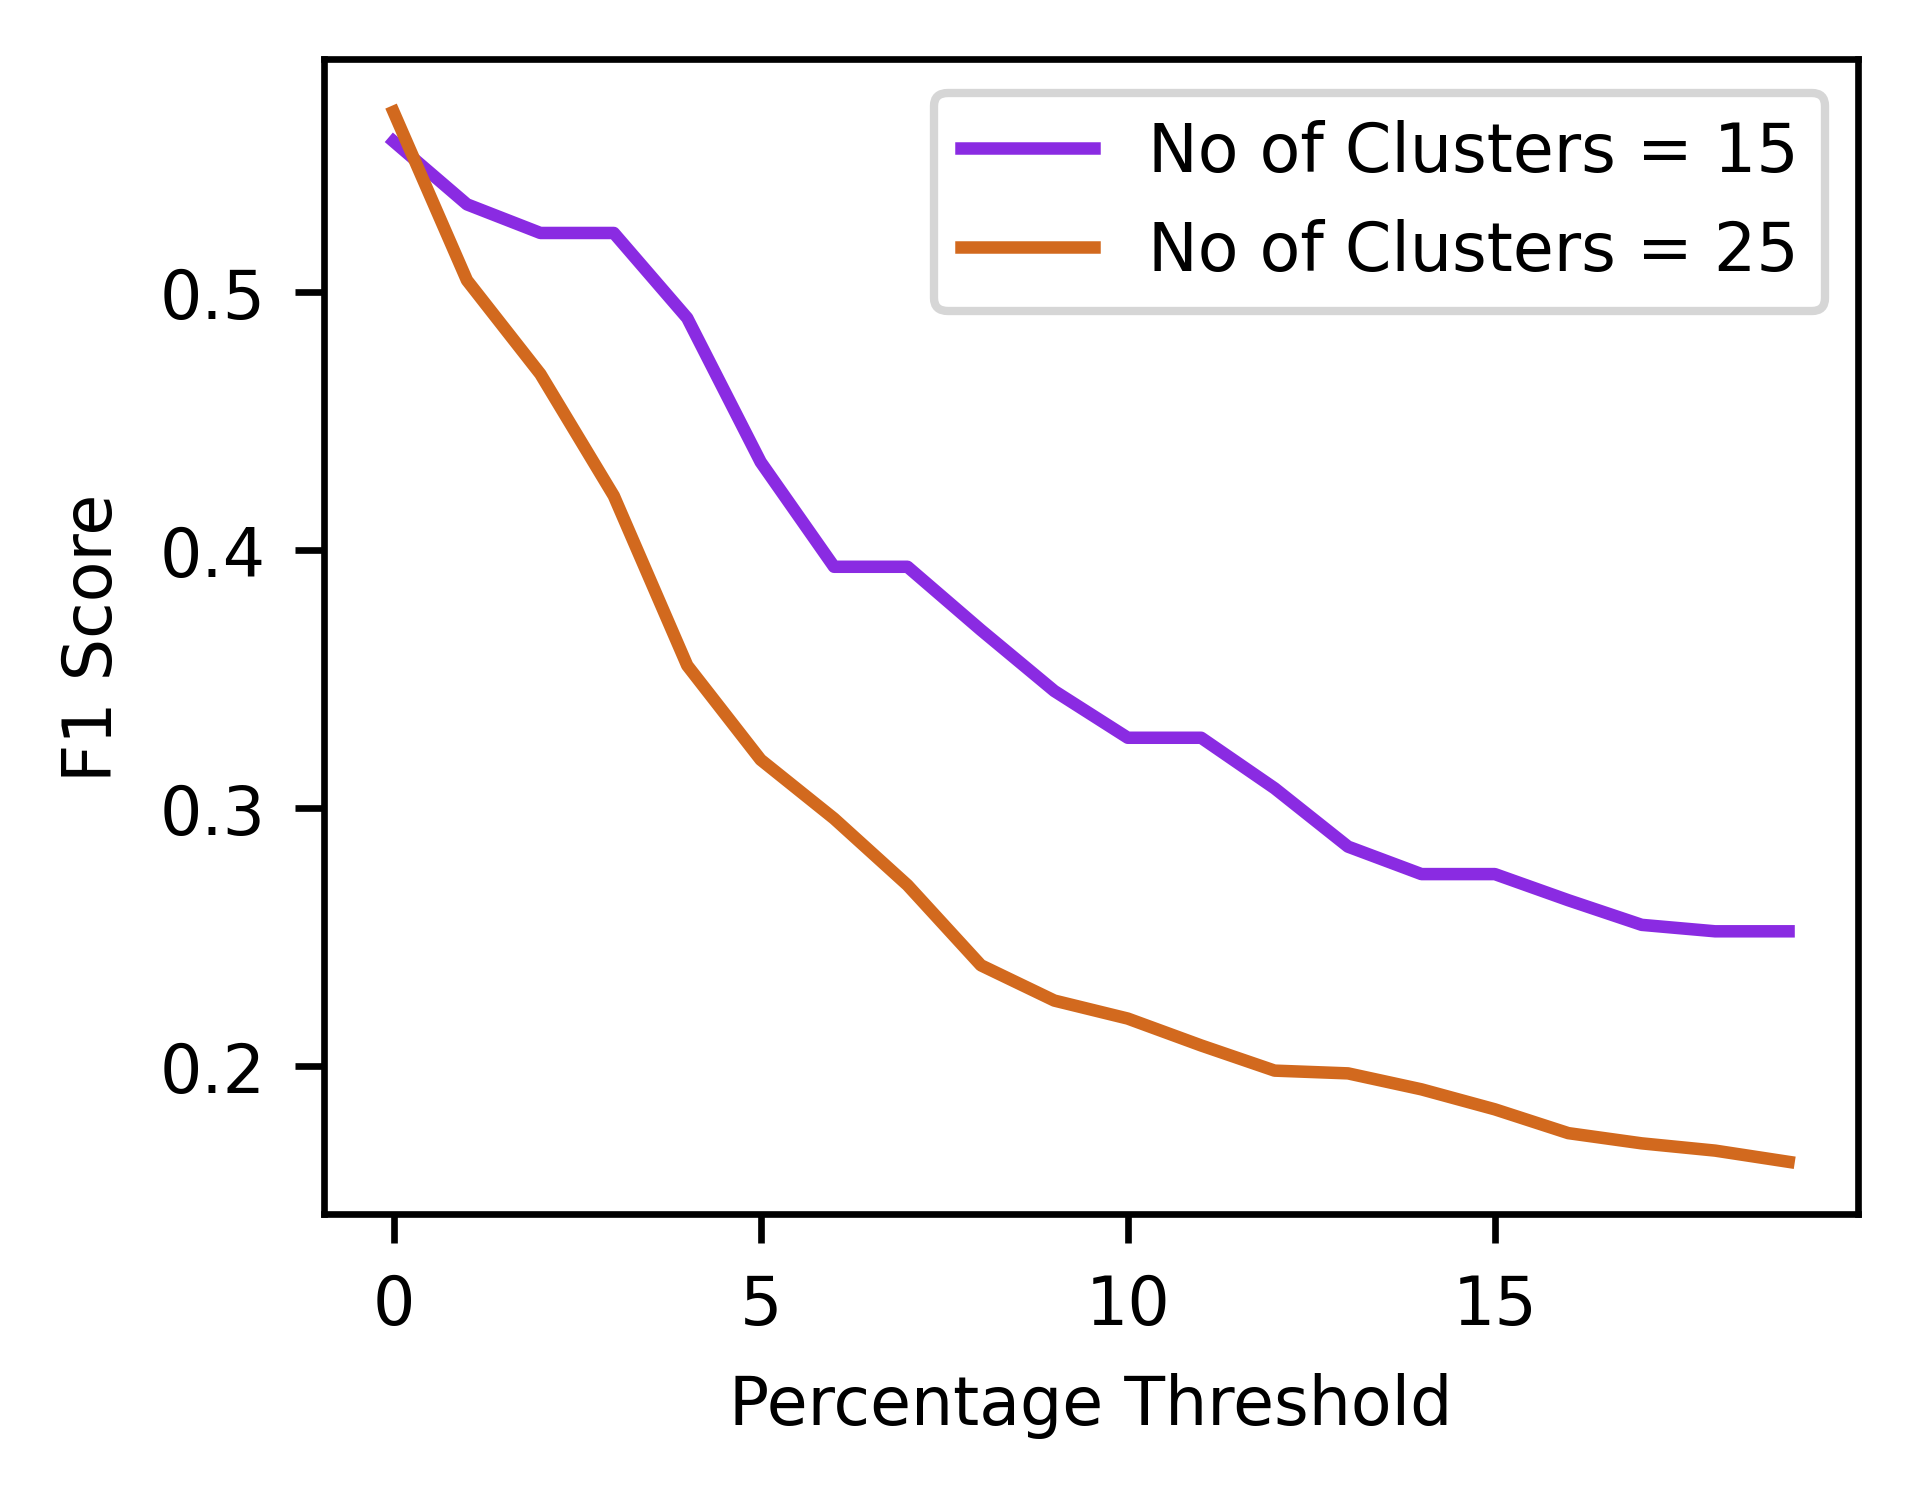 No of Clusters = 15
No of Clusters = 25
F1 Score
0.5
0.4
0.3
0.2
0 5 10 15
Percentage Threshold